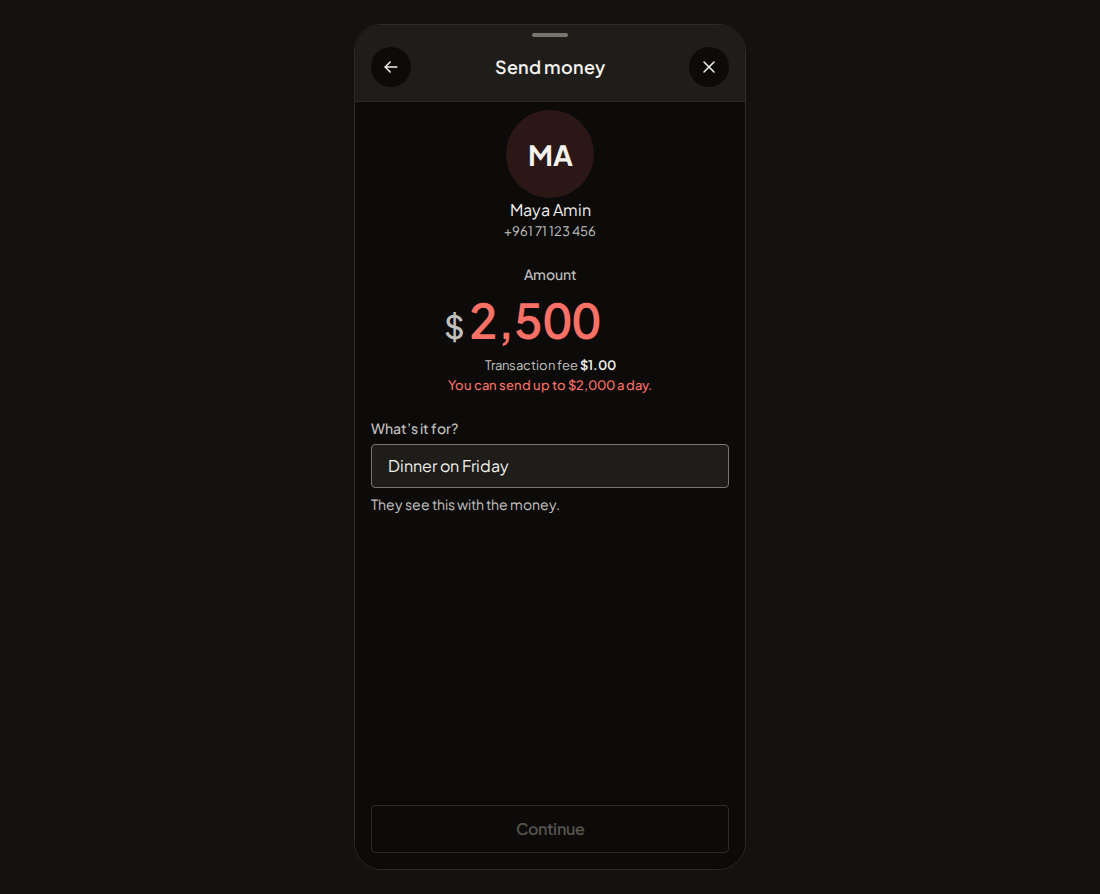 Send money
MA
Maya Amin
+961 71 123 456
Amount
$ 2,500
Transaction fee $1.00
You can send up to $2,000 a day.
What's it for?
Dinner on Friday
They see this with the money.
Continue